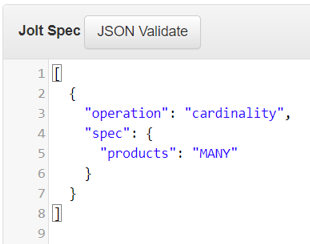 Jolt Spec JSON Validate
1 [
2 {
3 "operation": "cardinality",
4 "spec": {
5 "products": "MANY"
6 }
7 }
8 ]
9